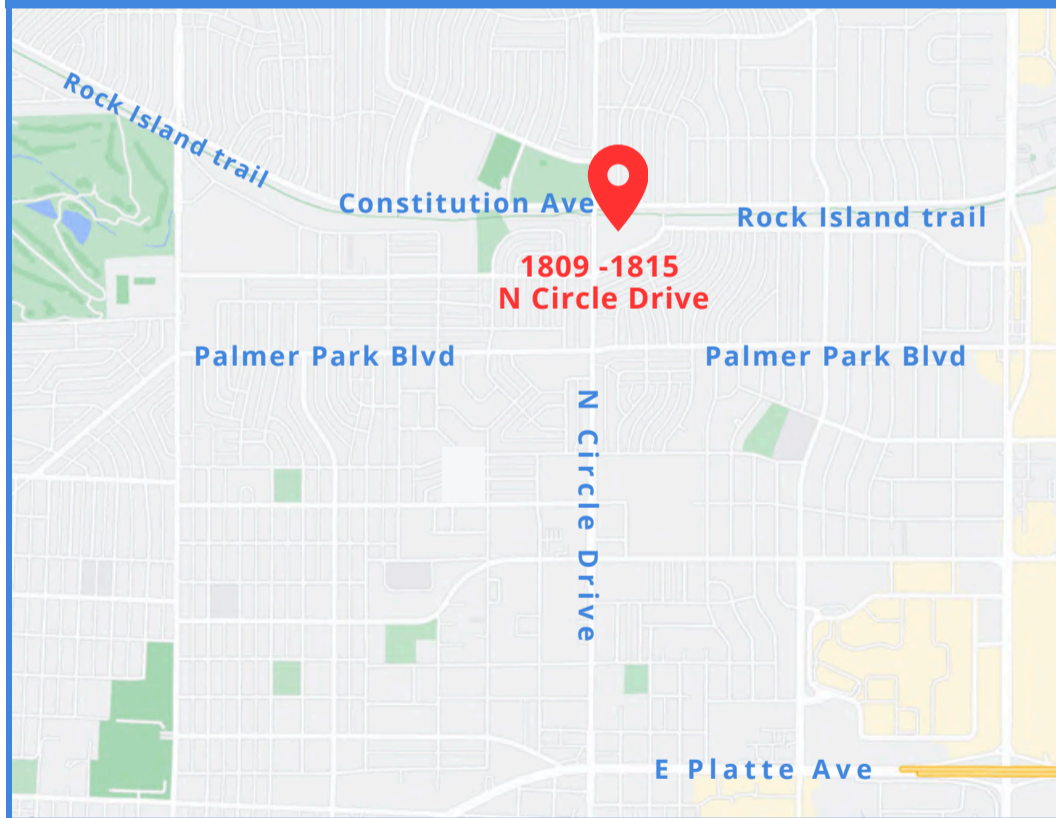 Rock Island trail
Constitution Ave
Rock Island trail
1809 -1815
N Circle Drive
Palmer Park Blvd
Palmer Park Blvd
N Circle Drive
E Platte Ave